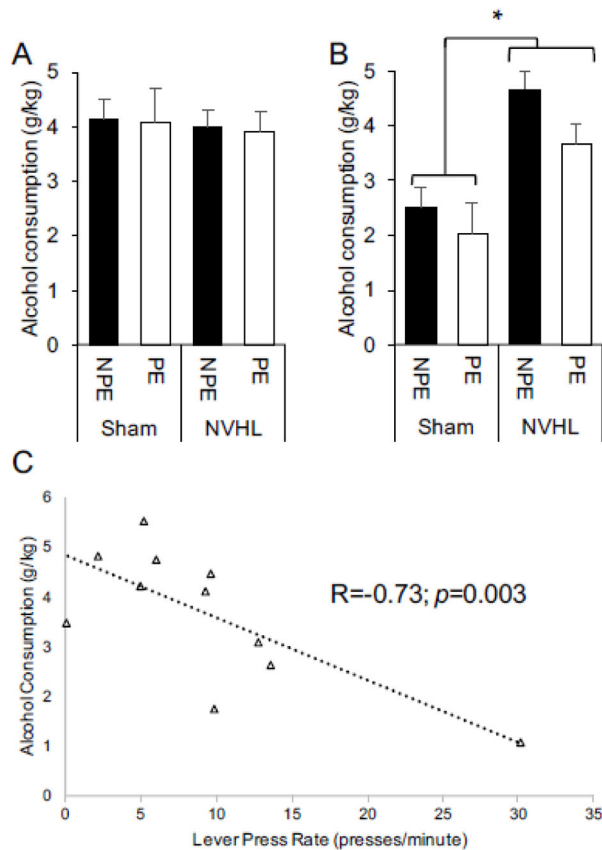 A
Alcohol consumption (g/kg)
5
4
3
2
1
0
NPE
PE
NPE
PE
Sham
NVHL
B
*
Alcohol consumption (g/kg)
5
4
3
2
1
0
NPE
PE
NPE
PE
Sham
NVHL
C
Alcohol Consumption (g/kg)
6
5
4
3
2
1
0
R=-0.73; p=0.003
0 5 10 15 20 25 30 35
Lever Press Rate (presses/minute)